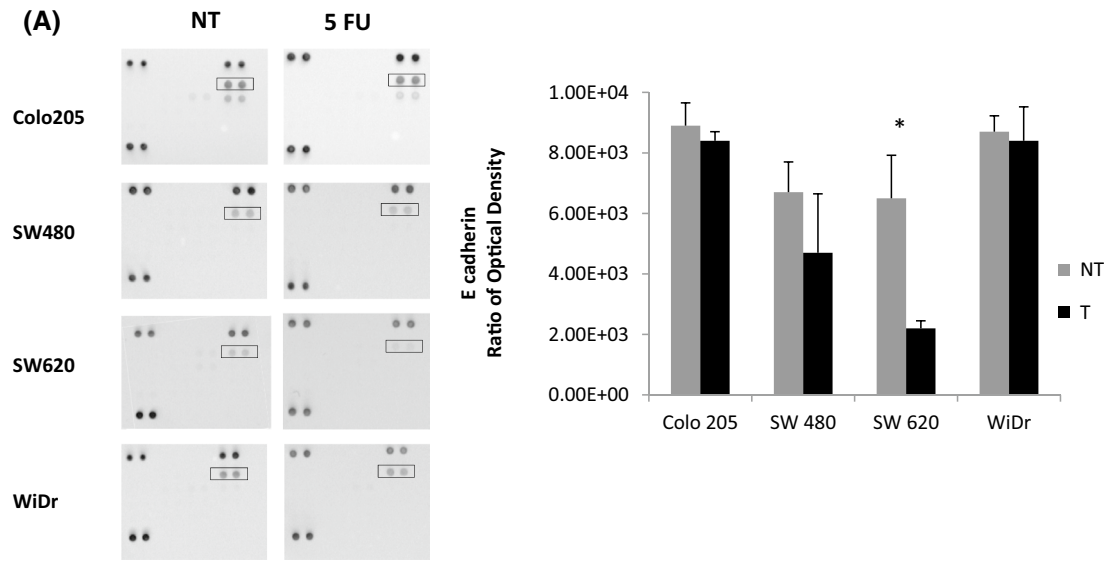 (A)
NT
5 FU
Colo205
SW480
SW620
WiDr
E cadherin
Ratio of Optical Density
1.00E+04
8.00E+03
6.00E+03
4.00E+03
2.00E+03
0.00E+00
*
Colo 205
SW 480
SW 620
WiDr
NT
T